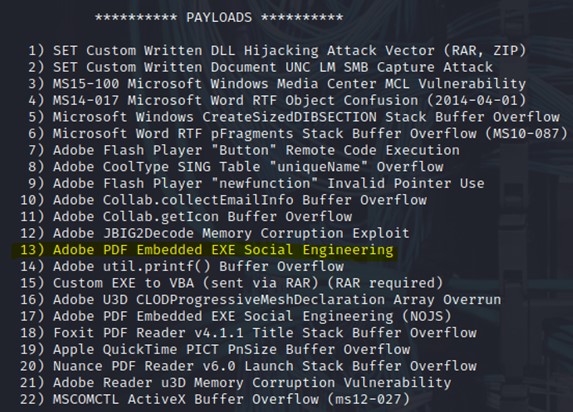 ********** PAYLOADS **********
1) SET Custom Written DLL Hijacking Attack Vector (RAR, ZIP)
2) SET Custom Written Document UNC LM SMB Capture Attack
3) MS15-100 Microsoft Windows Media Center MCL Vulnerability
4) MS14-017 Microsoft Word RTF Object Confusion (2014-04-01)
5) Microsoft Windows CreateSizedDIBSECTION Stack Buffer Overflow
6) Microsoft Word RTF pFragments Stack Buffer Overflow (MS10-087)
7) Adobe Flash Player "Button" Remote Code Execution
8) Adobe CoolType SING Table "uniqueName" Overflow
9) Adobe Flash Player "newfunction" Invalid Pointer Use
10) Adobe Collab.collectEmailInfo Buffer Overflow
11) Adobe Collab.getIcon Buffer Overflow
12) Adobe JBIG2Decode Memory Corruption Exploit
13) Adobe PDF Embedded EXE Social Engineering
14) Adobe util.printf() Buffer Overflow
15) Custom EXE to VBA (sent via RAR) (RAR required)
16) Adobe U3D CLODProgressiveMeshDeclaration Array Overrun
17) Adobe PDF Embedded EXE Social Engineering (NOJS)
18) Foxit PDF Reader v4.1.1 Title Stack Buffer Overflow
19) Apple QuickTime PICT PnSize Buffer Overflow
20) Nuance PDF Reader v6.0 Launch Stack Buffer Overflow
21) Adobe Reader u3D Memory Corruption Vulnerability
22) MSCOMCTL ActiveX Buffer Overflow (ms12-027)